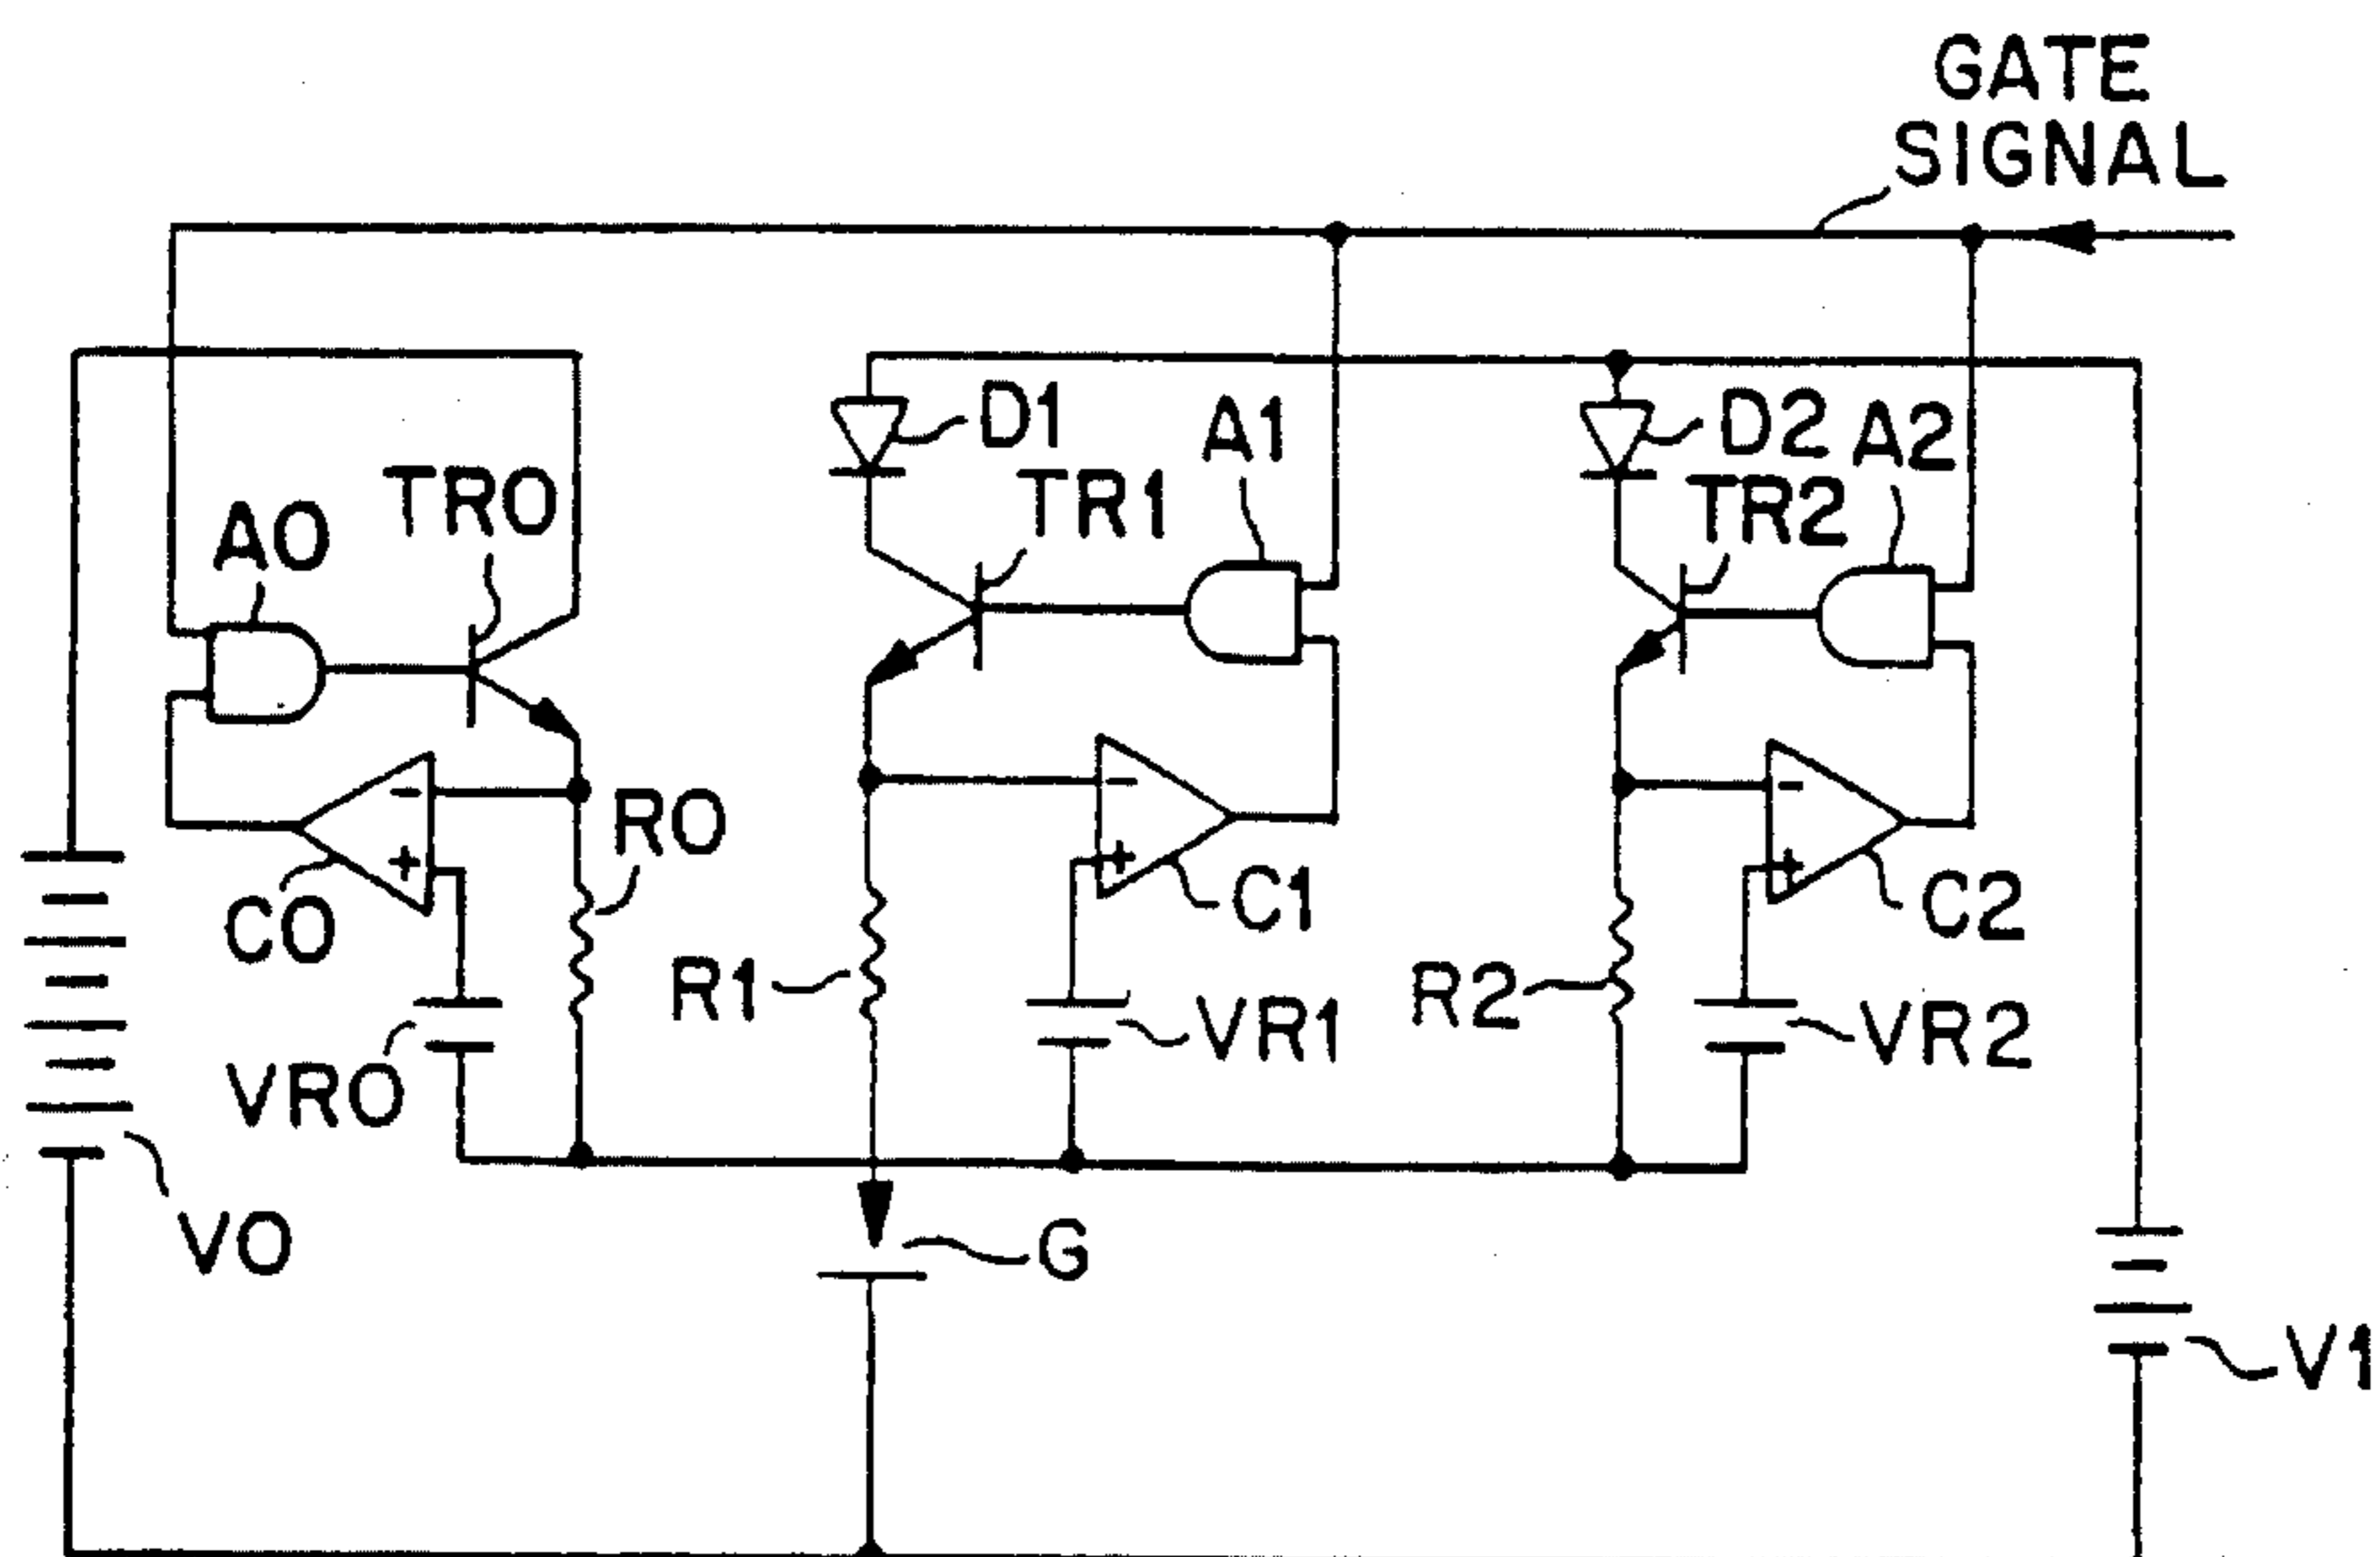 GATE
SIGNAL
D1
A1
D2
A2
TR0
TR1
TR2
A0
R0
C0
C1
C2
R1
R2
VR0
VR1
VR2
V0
G
V1
-
+
-
+
-
+